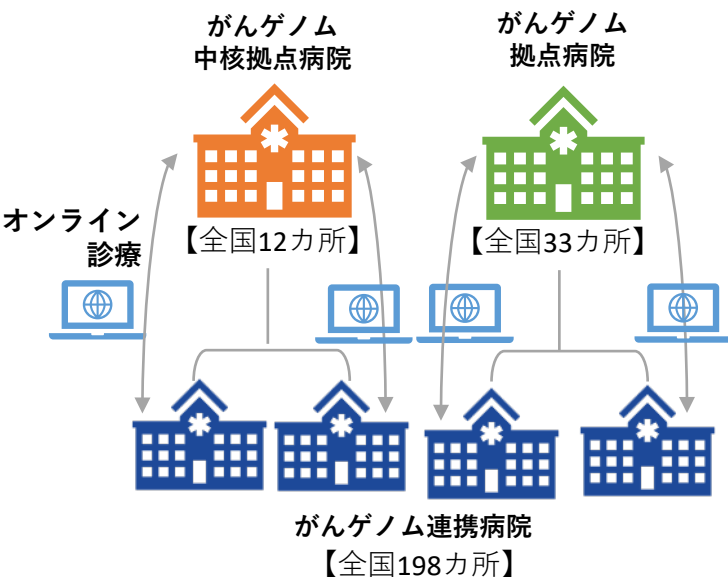 がんゲノム
中核拠点病院
がんゲノム
拠点病院
オンライン
診療
【全国12カ所】
【全国33カ所】
がんゲノム連携病院
【全国198カ所】